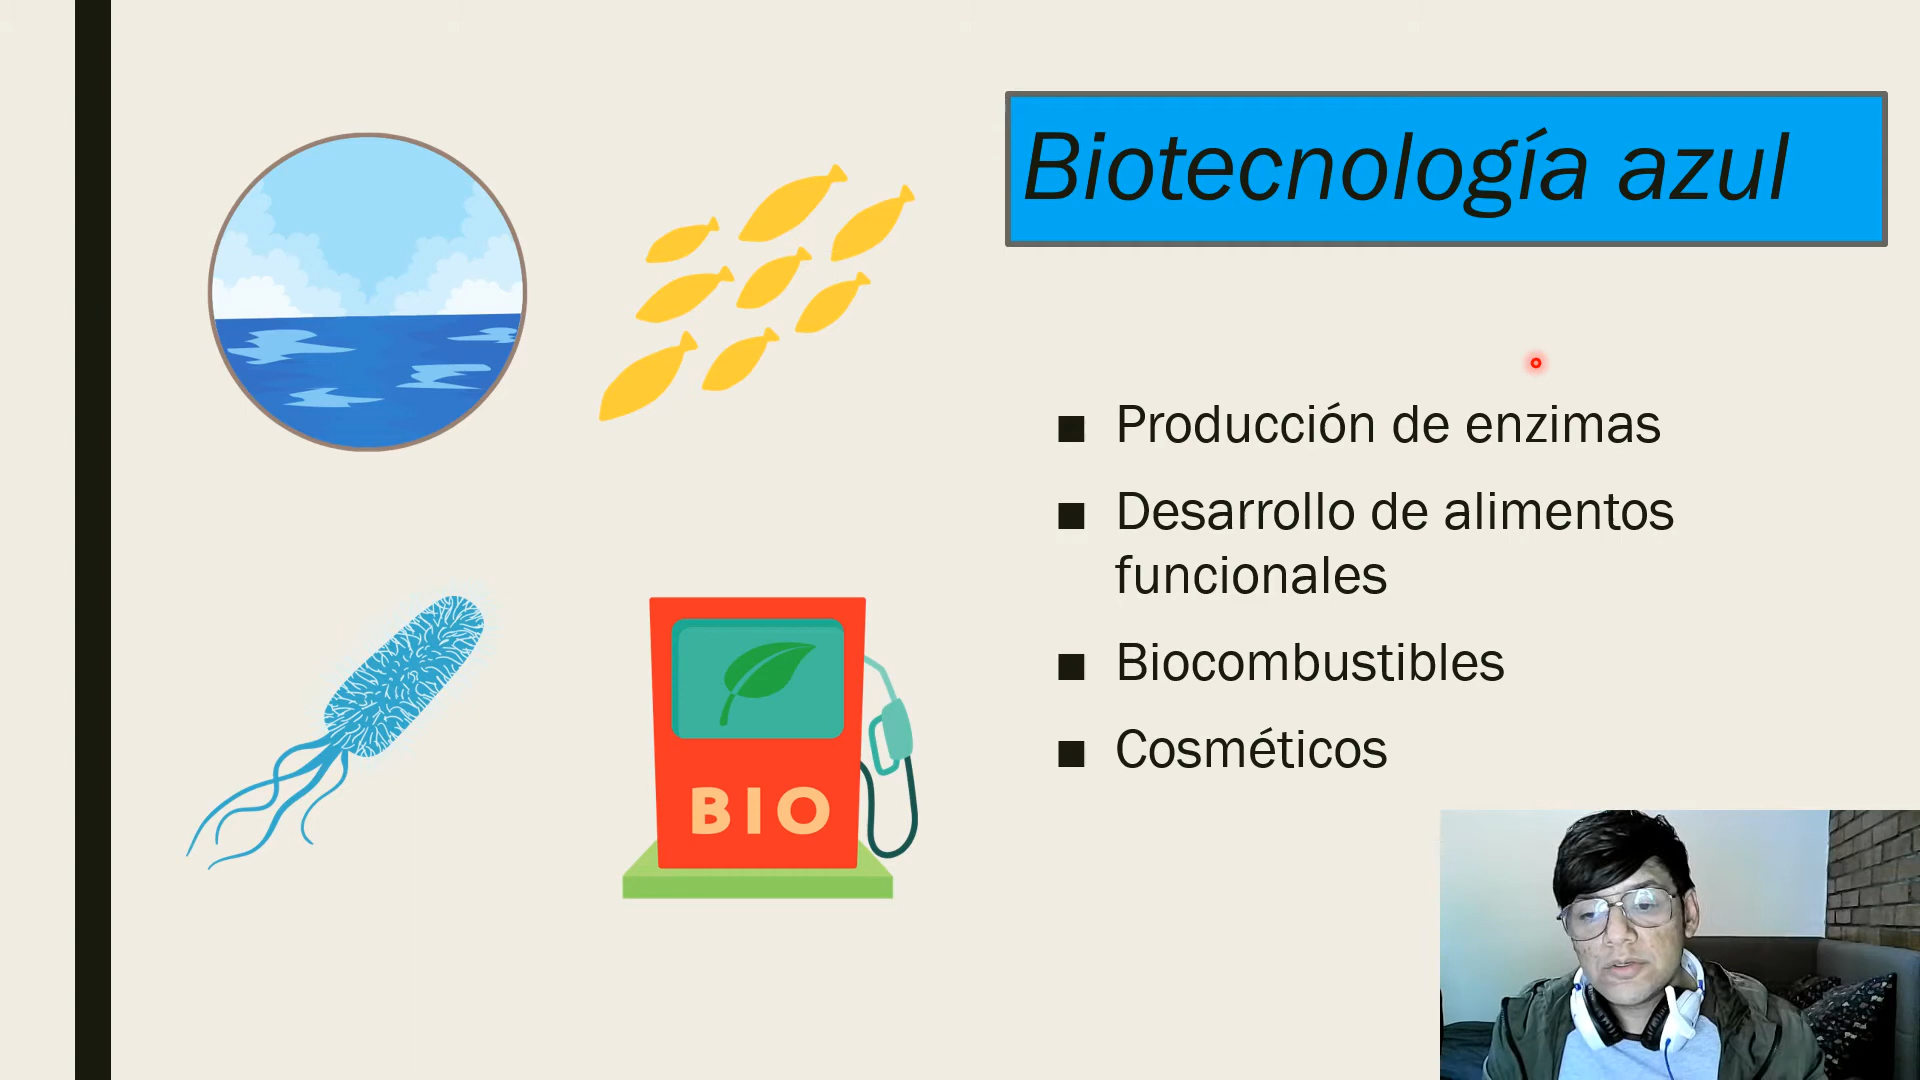 Biotecnología azul
■ Producción de enzimas
■ Desarrollo de alimentos
funcionales
■ Biocombustibles
■ Cosméticos
BIO